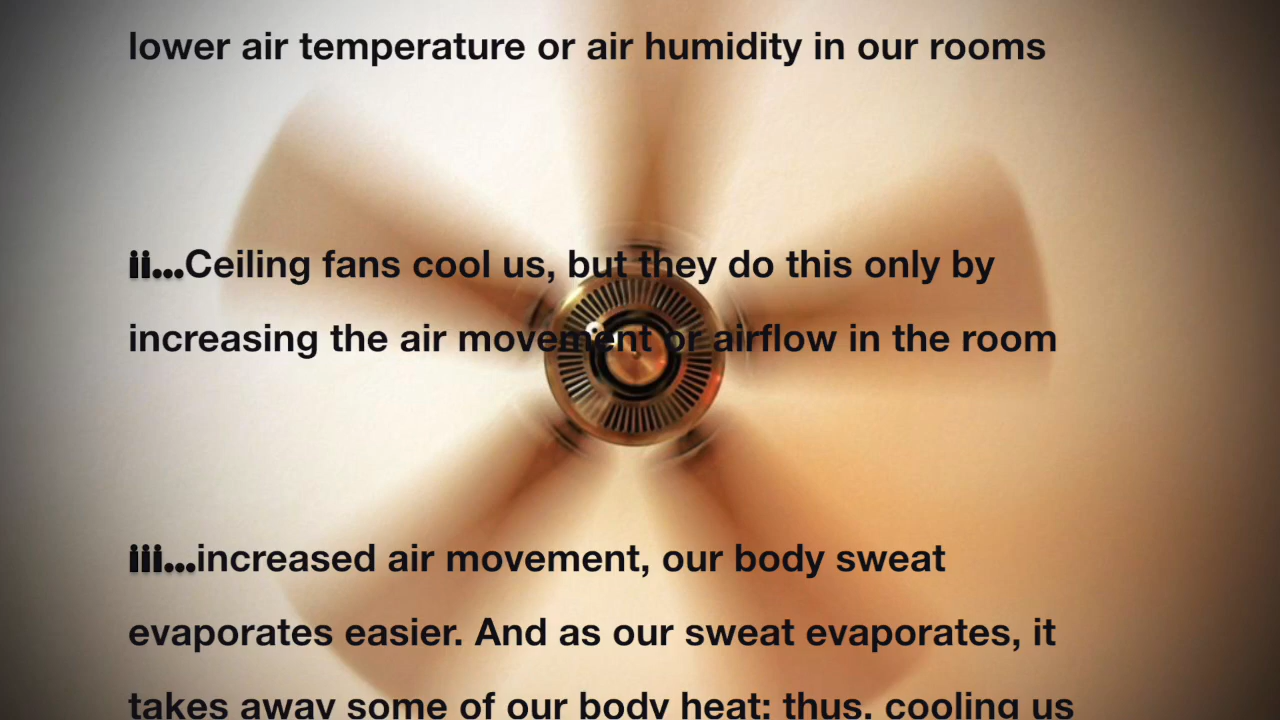 lower air temperature or air humidity in our rooms
ii...Ceiling fans cool us, but they do this only by
increasing the air movement or airflow in the room
iii...increased air movement, our body sweat
evaporates easier. And as our sweat evaporates, it
takes away some of our body heat; thus, cooling us